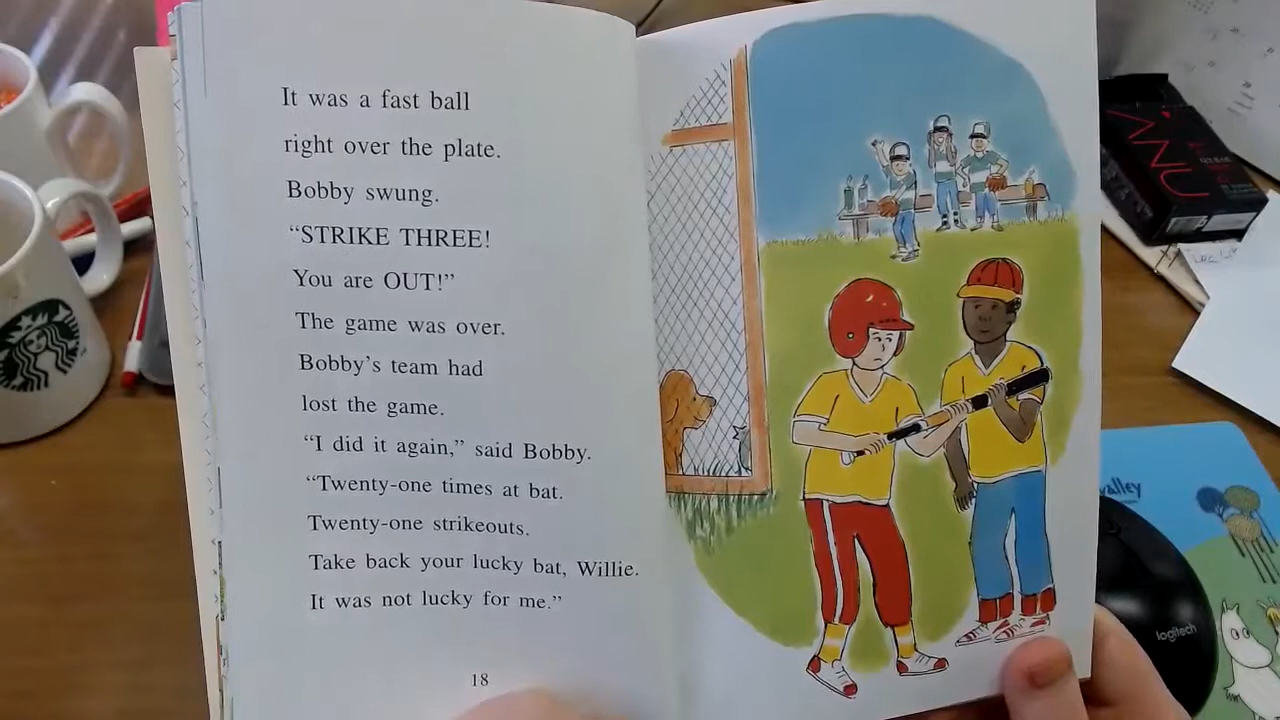 It was a fast ball
right over the plate.
Bobby swung.
“STRIKE THREE!
You are OUT!”
The game was over.
Bobby’s team had
lost the game.
“I did it again,” said Bobby.
“Twenty-one times at bat.
Twenty-one strikeouts.
Take back your lucky bat, Willie.
It was not lucky for me.”
18
UNA
valley
logitech